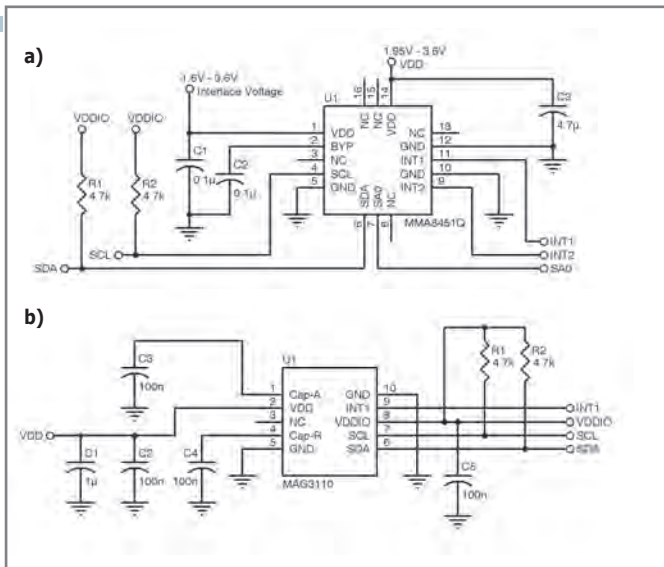 a)
1.95V - 3.6V
VDD
1.6V - 3.6V
Interface Voltage
VDDIO
VDDIO
U1
16
15
14
NC
NC
VDD
C3
4.7µ
1
VDD
NC
13
2
BYP
GND
12
3
NC
INT1
11
4
SCL
GND
10
5
GND
INT2
9
SDA
SA0
NC
6
7
8
MMA8451Q
C1
0.1µ
C2
0.1µ
R1
4.7k
R2
4.7k
SCL
SDA
INT1
INT2
SA0
b)
C3
100n
U1
1
Cap-A
GND
10
2
VDD
INT1
9
3
NC
VDDIO
8
4
Cap-R
SCL
7
5
GND
SDA
6
MAG3110
R1
4.7k
R2
4.7k
VDD
C1
1µ
C2
100n
C4
100n
C5
100n
INT1
VDDIO
SCL
SDA